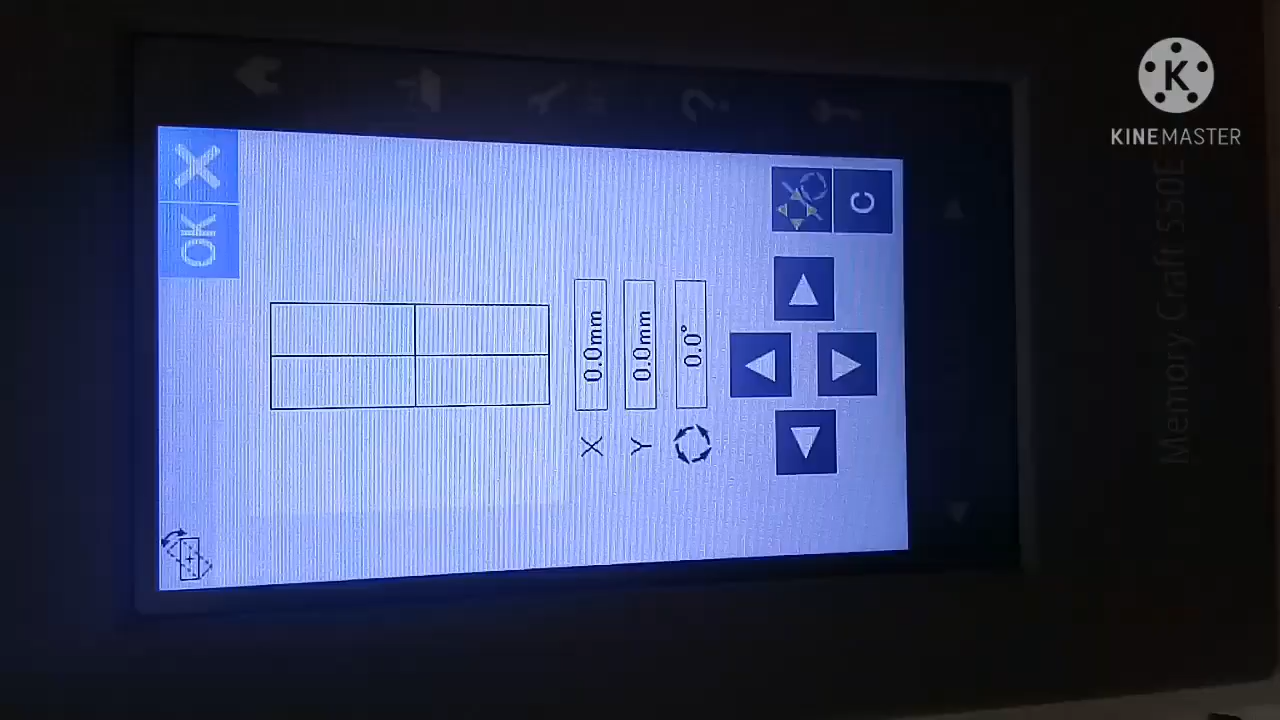 X OK
X 0.0mm
Y 0.0mm
0.0°
C
Memory Craft 550E
K
KINEMASTER